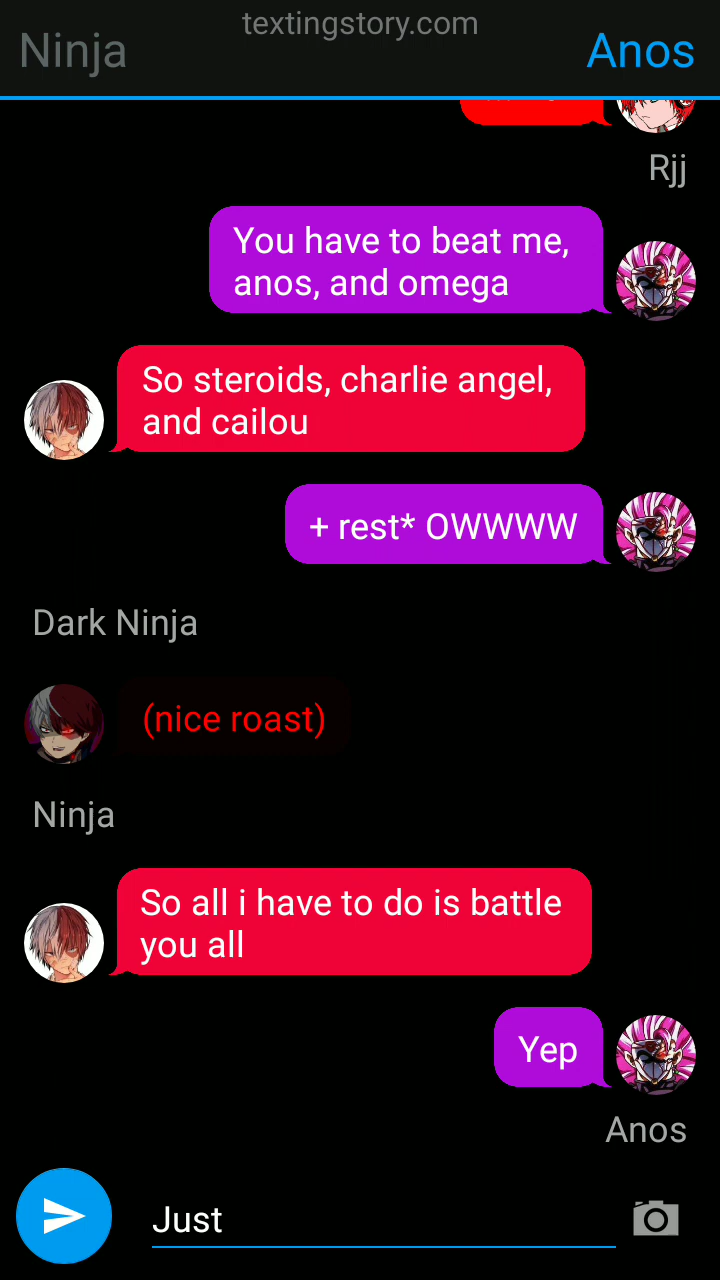 textingstory.com
Ninja
Anos
Rjj
You have to beat me,
anos, and omega
So steroids, charlie angel,
and cailou
+ rest* OWWWW
Dark Ninja
(nice roast)
Ninja
So all i have to do is battle
you all
Yep
Anos
Just